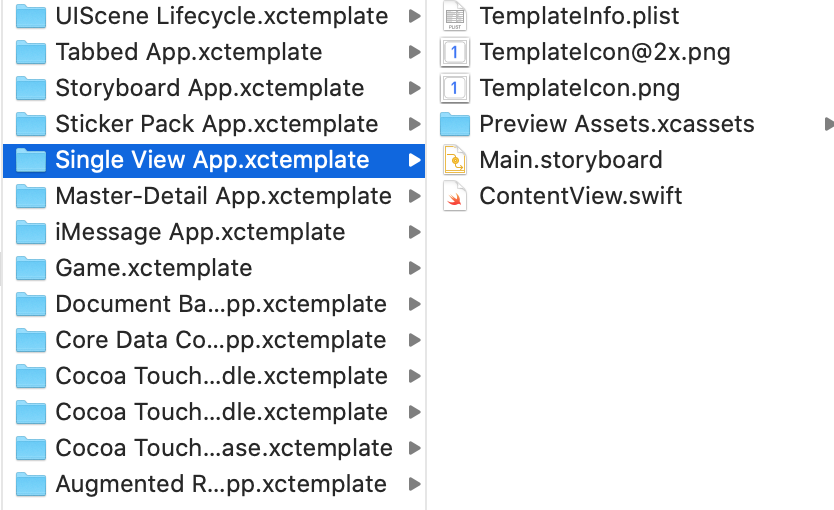 UIScene Lifecycle.xctemplate
Tabbed App.xctemplate
Storyboard App.xctemplate
Sticker Pack App.xctemplate
Single View App.xctemplate
Master-Detail App.xctemplate
iMessage App.xctemplate
Game.xctemplate
Document Ba...pp.xctemplate
Core Data Co...pp.xctemplate
Cocoa Touch...dle.xctemplate
Cocoa Touch...dle.xctemplate
Cocoa Touch...ase.xctemplate
Augmented R...pp.xctemplate
PLIST TemplateInfo.plist
1 TemplateIcon@2x.png
1 TemplateIcon.png
Preview Assets.xcassets
Main.storyboard
ContentView.swift